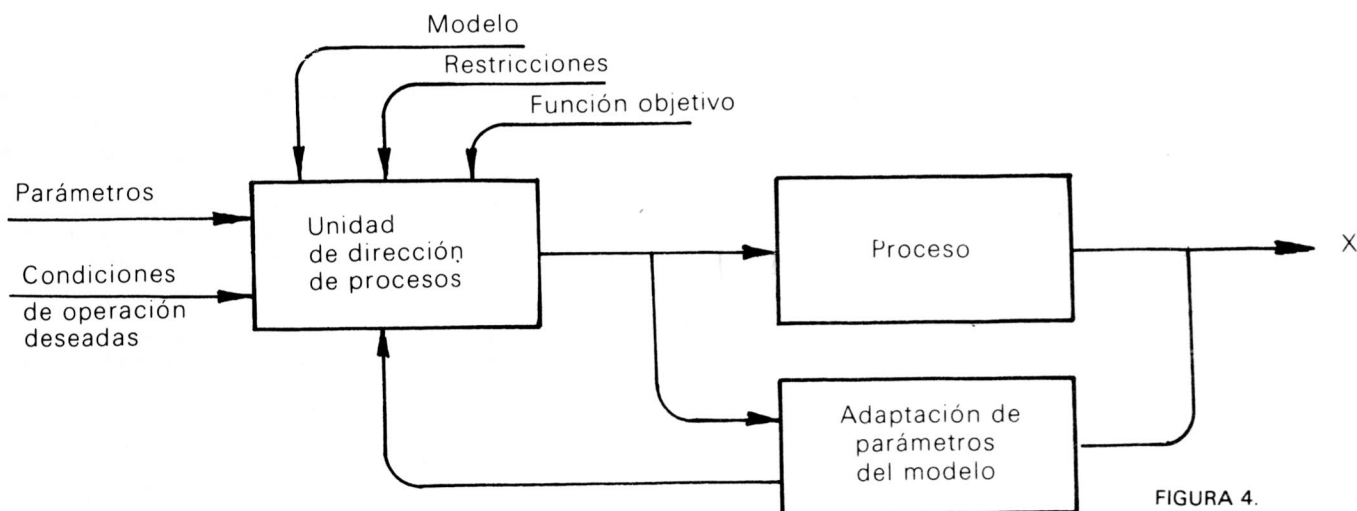 Modelo
Restricciones
Función objetivo
Parámetros
Condiciones
de operación
deseadas
Unidad
de dirección
de procesos
Proceso
X
Adaptación de
parámetros
del modelo
FIGURA 4.